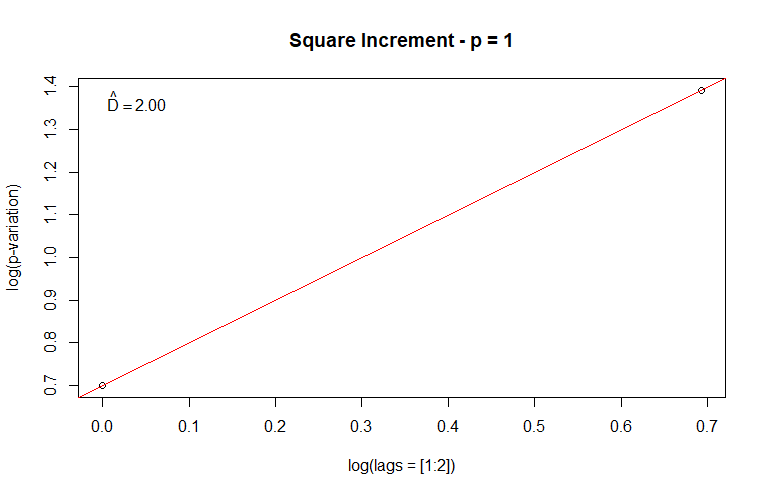 Square Increment - p = 1
D̂ = 2.00
log(p-variation)
1.4
1.3
1.2
1.1
1.0
0.9
0.8
0.7
0.0 0.1 0.2 0.3 0.4 0.5 0.6 0.7
log(lags = [1:2])